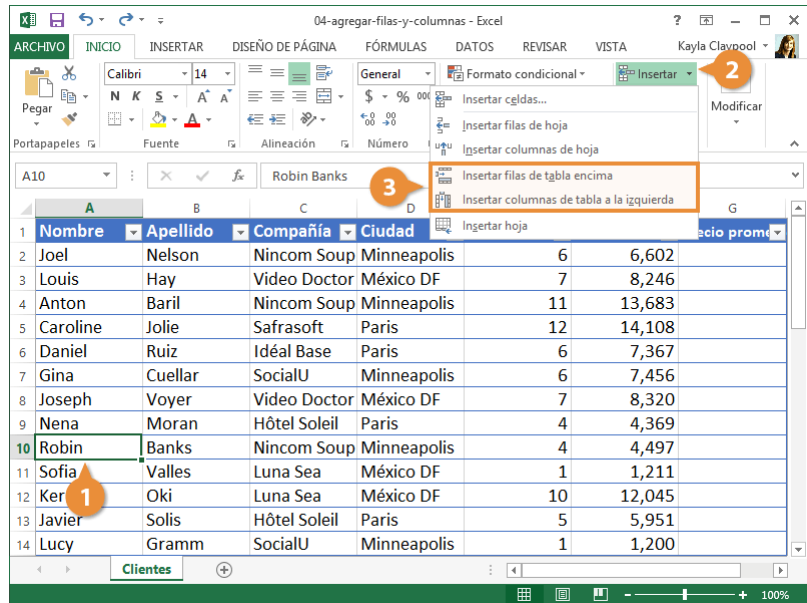 04-agregar-filas-y-columnas - Excel
ARCHIVO INICIO INSERTAR DISEÑO DE PÁGINA FÓRMULAS DATOS REVISAR VISTA Kayla Claypool
Pegar
Calibri 14
N K S A A
A
General
$ % 000
Formato condicional
Insertar
2
Modificar
Portapapeles Fuente Alineación Número
Insertar celdas...
Insertar filas de hoja
Insertar columnas de hoja
3
Insertar filas de tabla encima
Insertar columnas de tabla a la izquierda
Insertar hoja
A10 fx Robin Banks
A B C D G
1 Nombre Apellido Compañía Ciudad ecio prome
2 Joel Nelson Nincom Soup Minneapolis 6 6,602
3 Louis Hay Video Doctor México DF 7 8,246
4 Anton Baril Nincom Soup Minneapolis 11 13,683
5 Caroline Jolie Safrasoft Paris 12 14,108
6 Daniel Ruiz Idéal Base Paris 6 7,367
7 Gina Cuellar SocialU Minneapolis 6 7,456
8 Joseph Voyer Video Doctor México DF 7 8,320
9 Nena Moran Hôtel Soleil Paris 4 4,369
10 Robin Banks Nincom Soup Minneapolis 4 4,497
11 Sofia Valles Luna Sea México DF 1 1,211
12 Ker 1 Oki Luna Sea México DF 10 12,045
13 Javier Solis Hôtel Soleil Paris 5 5,951
14 Lucy Gramm SocialU Minneapolis 1 1,200
Clientes
100%